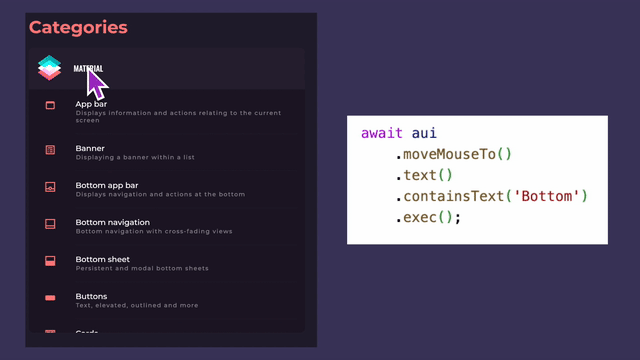 Categories
MATERIAL
App bar
Displays information and actions relating to the current
screen
Banner
Displaying a banner within a list
Bottom app bar
Displays navigation and actions at the bottom
Bottom navigation
Bottom navigation with cross-fading views
Bottom sheet
Persistent and modal bottom sheets
Buttons
Text, elevated, outlined and more
await aui
.moveMouseTo()
.text()
.containsText('Bottom')
.exec();